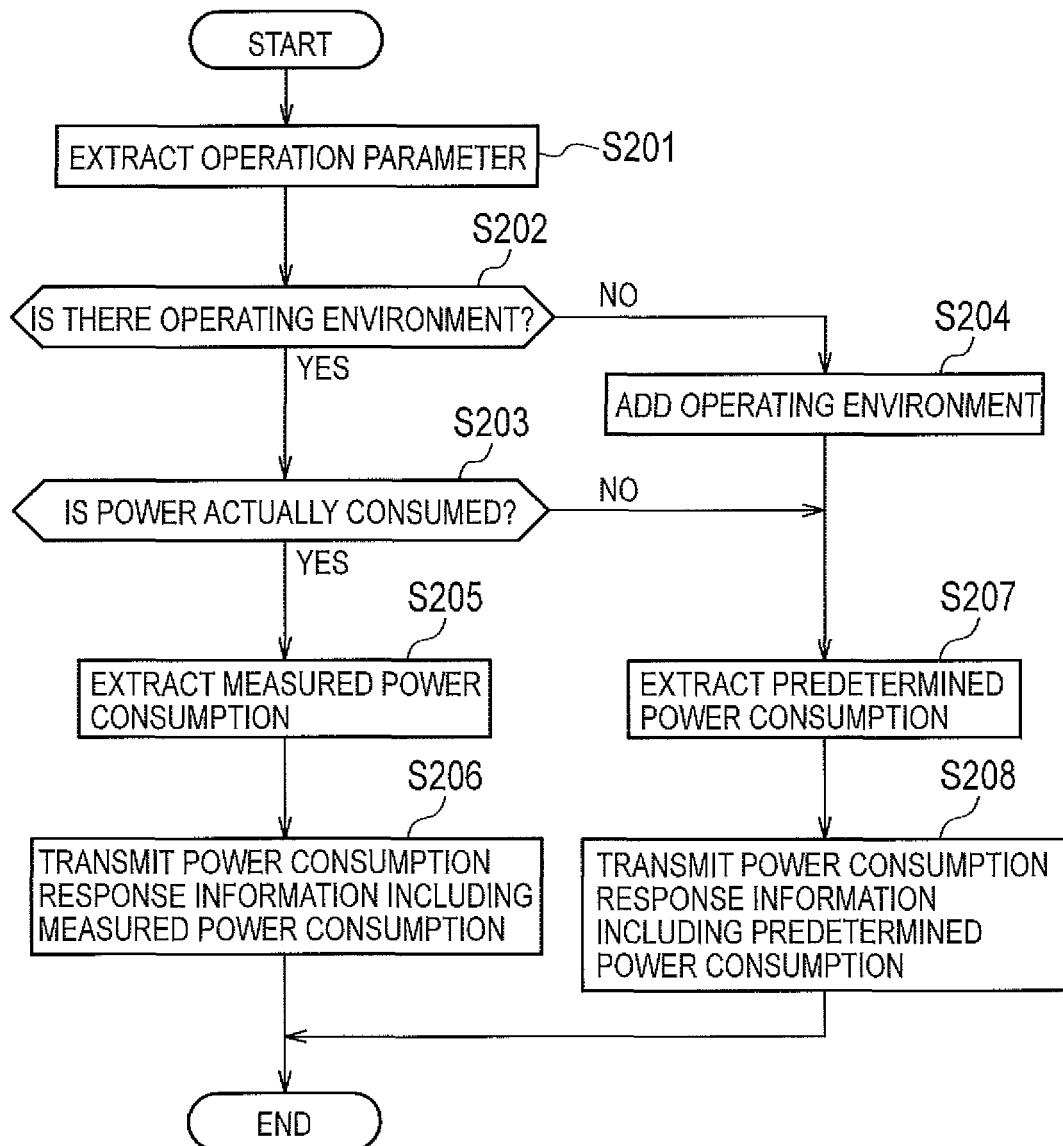 START
EXTRACT OPERATION PARAMETER
S201
S202
IS THERE OPERATING ENVIRONMENT?
NO
YES
S204
ADD OPERATING ENVIRONMENT
S203
IS POWER ACTUALLY CONSUMED?
NO
YES
S205
EXTRACT MEASURED POWER
CONSUMPTION
S207
EXTRACT PREDETERMINED
POWER CONSUMPTION
S206
TRANSMIT POWER CONSUMPTION
RESPONSE INFORMATION INCLUDING
MEASURED POWER CONSUMPTION
S208
TRANSMIT POWER CONSUMPTION
RESPONSE INFORMATION
INCLUDING PREDETERMINED
POWER CONSUMPTION
END